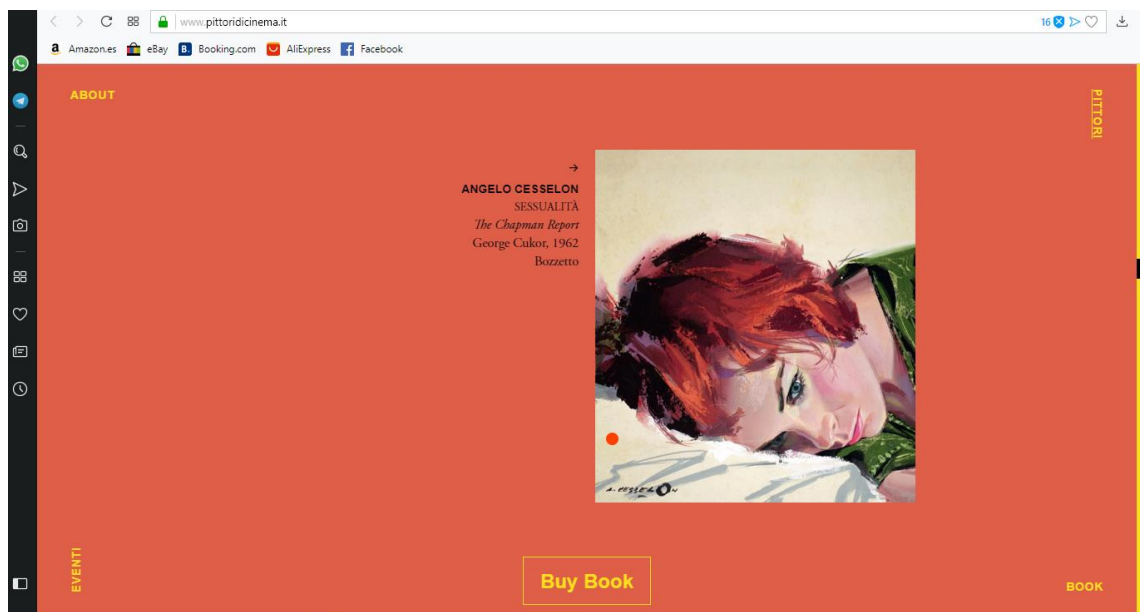 www.pittoridicinema.it
16
Amazon.es eBay Booking.com AliExpress Facebook
ABOUT
PITTORI
ANGELO CESSELON
SESSUALITÀ
The Chapman Report
George Cukor, 1962
Bozzetto
A. CESSELON
EVENTI
Buy Book
BOOK